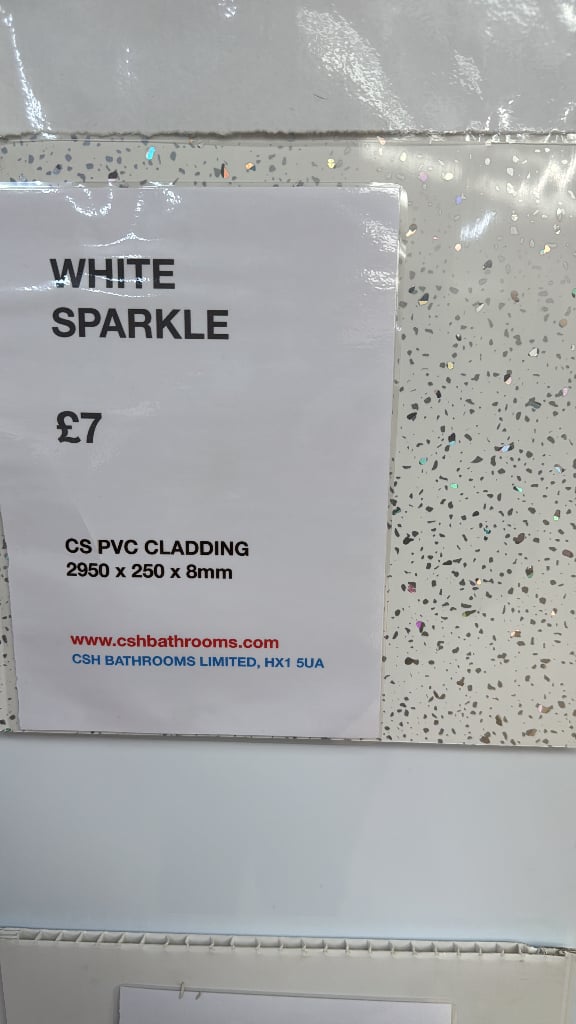 WHITE
SPARKLE
£7
CS PVC CLADDING
2950 x 250 x 8mm
www.cshbathrooms.com
CSH BATHROOMS LIMITED, HX1 5UA